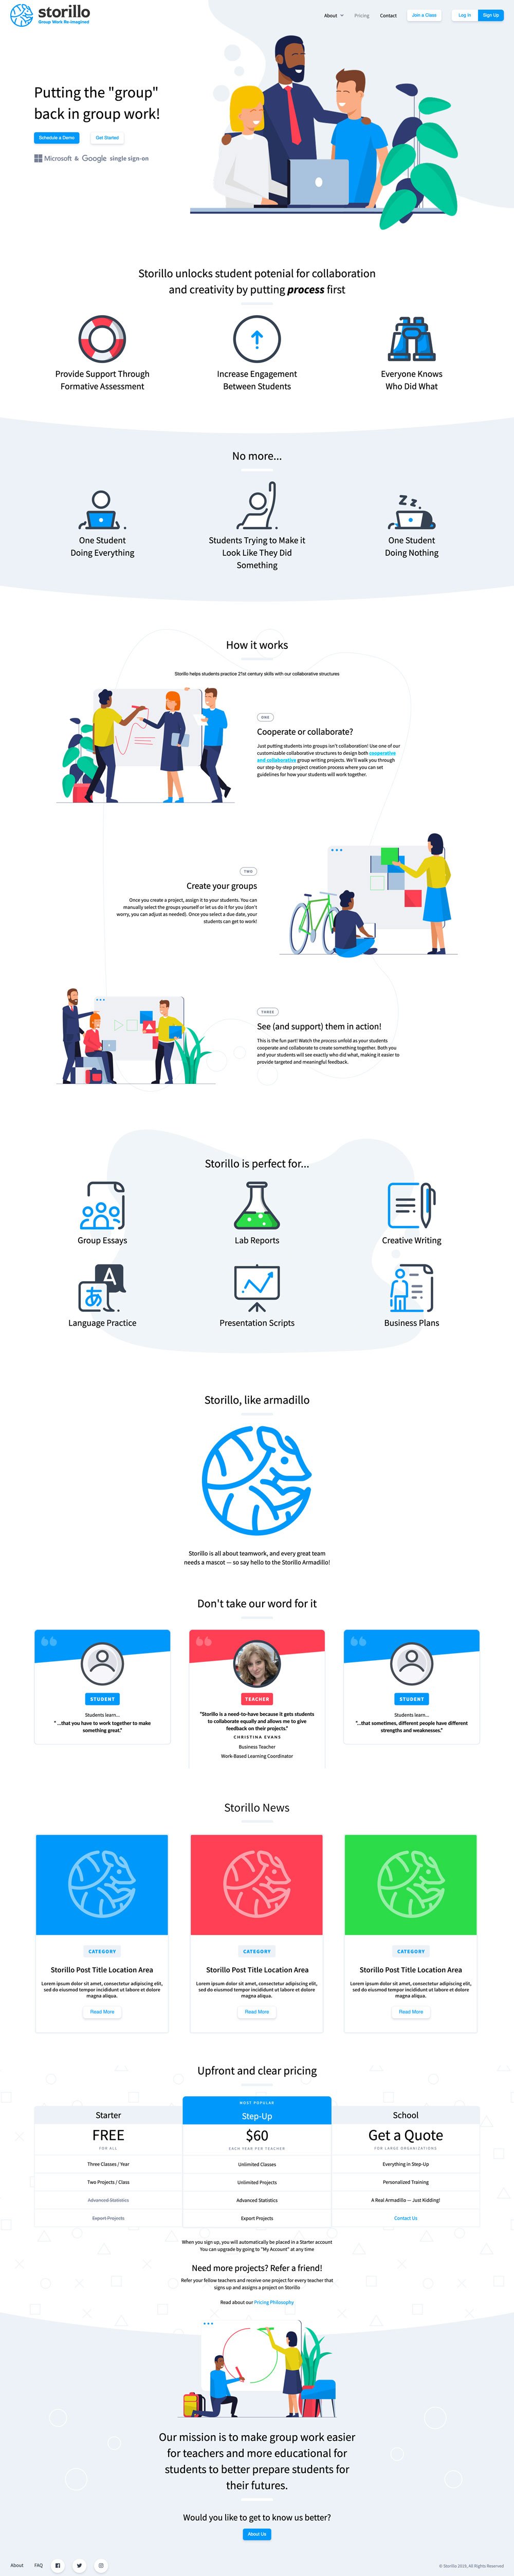 storillo
Group Work Re-imagined
About
Pricing
Contact
Join a Class
Log In
Sign Up
Putting the "group"
back in group work!
Schedule a Demo
Get Started
Microsoft & Google single sign-on
Storillo unlocks student potenial for collaboration
and creativity by putting process first
Provide Support Through
Formative Assessment
Increase Engagement
Between Students
Everyone Knows
Who Did What
No more...
One Student
Doing Everything
Students Trying to Make it
Look Like They Did
Something
Zzz
One Student
Doing Nothing
How it works
Storillo helps students practice 21st century skills with our collaborative structures
ONE
Cooperate or collaborate?
Just putting students into groups isn't collaboration! Use one of our
customizable collaborative structures to design both cooperative
and collaborative group writing projects. We'll walk you through
our step-by-step project creation process where you can set
guidelines for how your students will work together.
TWO
Create your groups
Once you create a project, assign it to your students. You can
manually select the groups yourself or let us do it for you (don't
worry, you can adjust as needed). Once you select a due date, your
students can get to work!
THREE
See (and support) them in action!
This is the fun part! Watch the process unfold as your students
cooperate and collaborate to create something together. Both you
and your students will see exactly who did what, making it easier to
provide targeted and meaningful feedback.
Storillo is perfect for...
Group Essays
Lab Reports
Creative Writing
A
あ
Language Practice
Presentation Scripts
Business Plans
Storillo, like armadillo
Storillo is all about teamwork, and every great team
needs a mascot — so say hello to the Storillo Armadillo!
Don't take our word for it
STUDENT
Students learn...
" ...that you have to work together to make
something great."
TEACHER
"Storillo is a need-to-have because it gets students
to collaborate equally and allows me to give
feedback on their projects."
CHRISTINA EVANS
Business Teacher
Work-Based Learning Coordinator
STUDENT
Students learn...
"...that sometimes, different people have different
strengths and weaknesses."
Storillo News
CATEGORY
Storillo Post Title Location Area
Lorem ipsum dolor sit amet, consectetur adipiscing elit,
sed do eiusmod tempor incididunt ut labore et dolore
magna aliqua.
Read More
CATEGORY
Storillo Post Title Location Area
Lorem ipsum dolor sit amet, consectetur adipiscing elit,
sed do eiusmod tempor incididunt ut labore et dolore
magna aliqua.
Read More
CATEGORY
Storillo Post Title Location Area
Lorem ipsum dolor sit amet, consectetur adipiscing elit,
sed do eiusmod tempor incididunt ut labore et dolore
magna aliqua.
Read More
Upfront and clear pricing
Starter
FREE
FOR ALL
Three Classes / Year
Two Projects / Class
Advanced Statistics
Export Projects
MOST POPULAR
Step-Up
$60
EACH YEAR PER TEACHER
Unlimited Classes
Unlimited Projects
Advanced Statistics
Export Projects
School
Get a Quote
FOR LARGE ORGANIZATIONS
Everything in Step-Up
Personalized Training
A Real Armadillo — Just Kidding!
Contact Us
When you sign up, you will automatically be placed in a Starter account
You can upgrade by going to "My Account" at any time
Need more projects? Refer a friend!
Refer your fellow teachers and receive one project for every teacher that
signs up and assigns a project on Storillo
Read about our Pricing Philosophy
Our mission is to make group work easier
for teachers and more educational for
students to better prepare students for
their futures.
Would you like to get to know us better?
About Us
About
FAQ
© Storillo 2019, All Rights Reserved